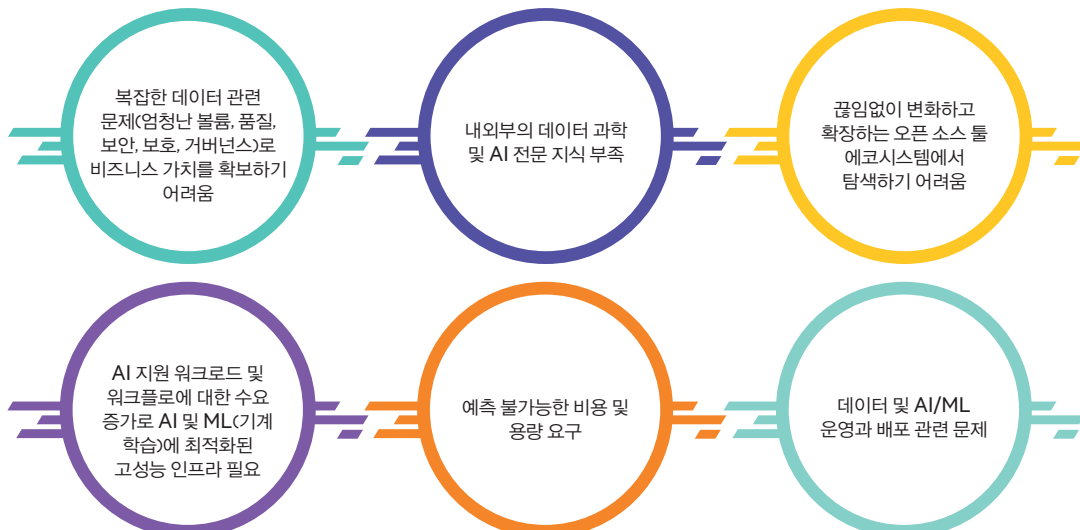 복잡한 데이터 관련
문제(엄청난 볼륨, 품질,
보안, 보호, 거버넌스)로
비즈니스 가치를 확보하기
어려움
내외부의 데이터 과학
및 AI 전문 지식 부족
끊임없이 변화하고
확장하는 오픈 소스 툴
에코시스템에서
탐색하기 어려움
AI 지원 워크로드 및
워크플로에 대한 수요
증가로 AI 및 ML(기계
학습)에 최적화된
고성능 인프라 필요
예측 불가능한 비용 및
용량 요구
데이터 및 AI/ML
운영과 배포 관련 문제